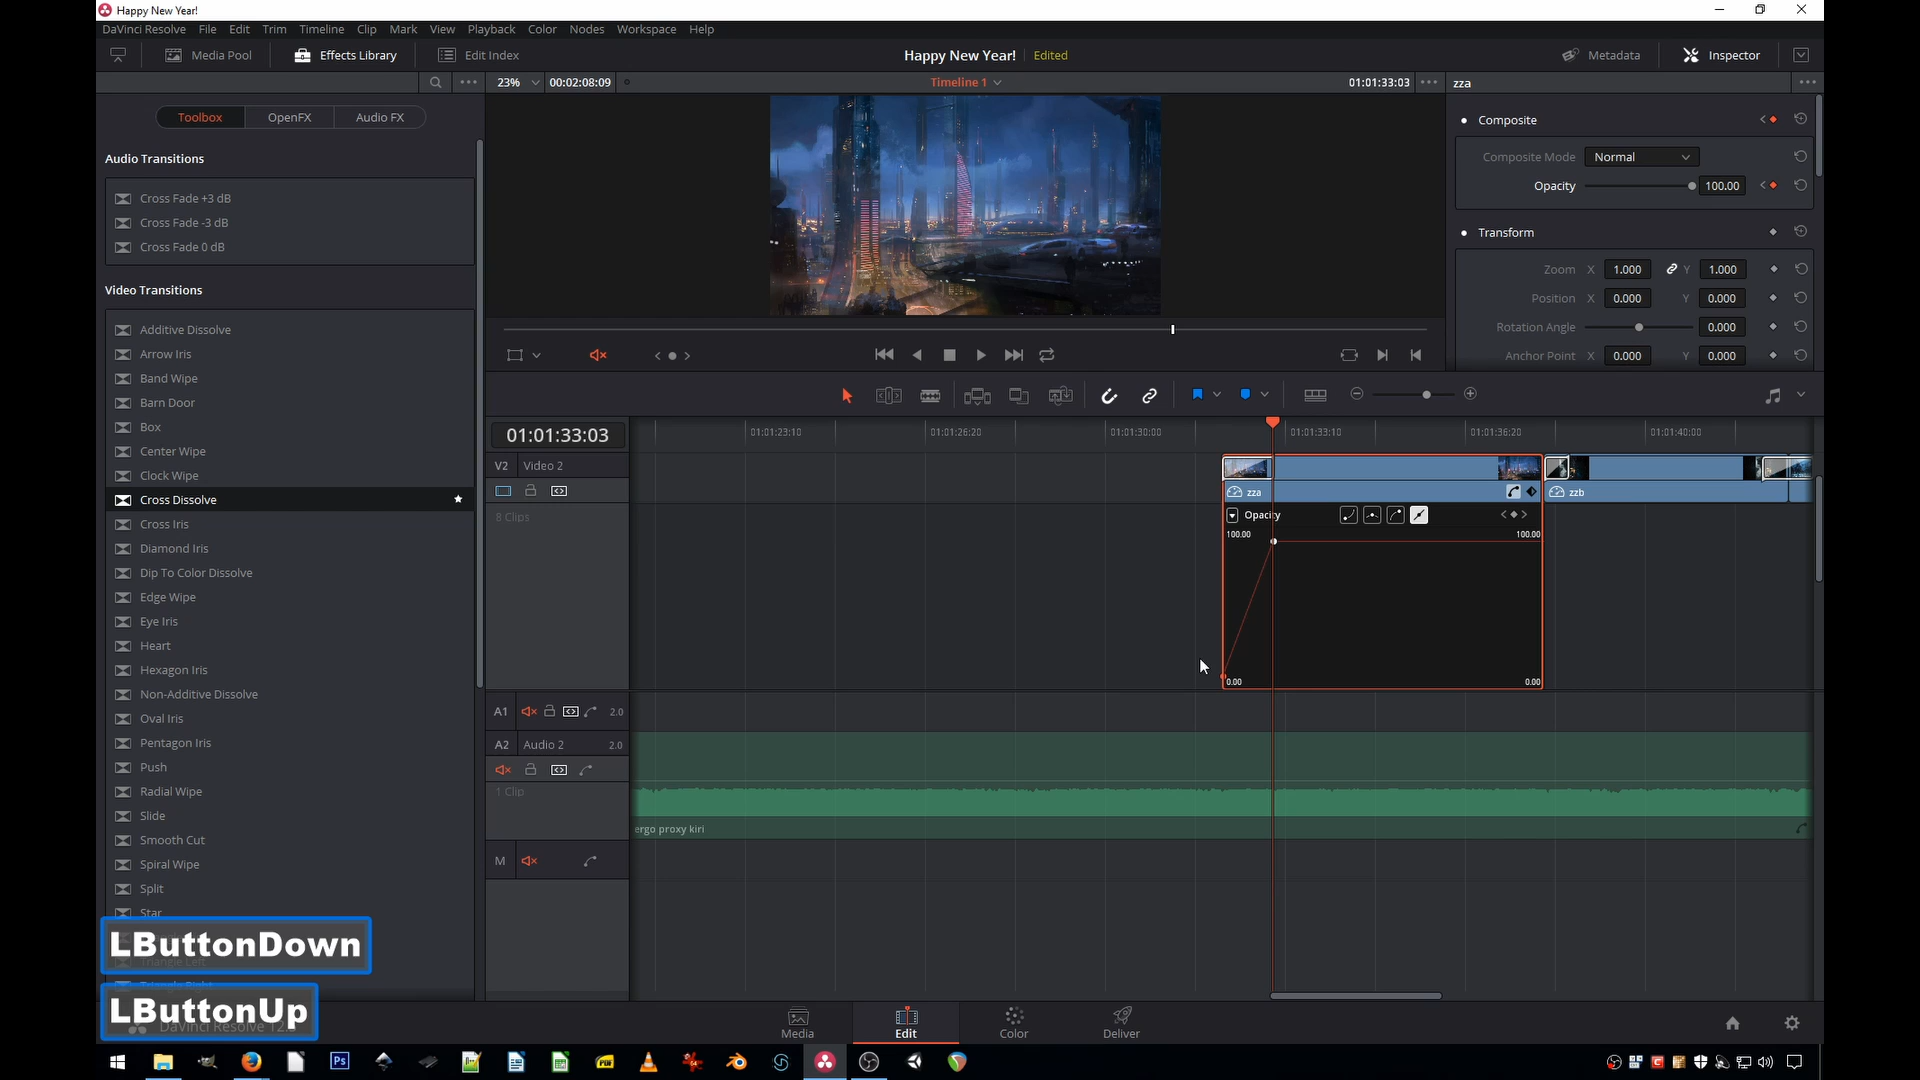 Happy New Year!
DaVinci Resolve File Edit Trim Timeline Clip Mark View Playback Color Nodes Workspace Help
Media Pool Effects Library Edit Index Happy New Year! Edited Metadata Inspector
23% 00:02:08:09 Timeline 1 01:01:33:03 zza
Toolbox OpenFX Audio FX
Audio Transitions
Cross Fade +3 dB
Cross Fade -3 dB
Cross Fade 0 dB
Video Transitions
Additive Dissolve
Arrow Iris
Band Wipe
Barn Door
Box
Center Wipe
Clock Wipe
Cross Dissolve
Cross Iris
Diamond Iris
Dip To Color Dissolve
Edge Wipe
Eye Iris
Heart
Hexagon Iris
Non-Additive Dissolve
Oval Iris
Pentagon Iris
Push
Radial Wipe
Slide
Smooth Cut
Spiral Wipe
Split
Star
Triangle Left
Triangle Right
LButtonDown
LButtonUp
Composite
Composite Mode Normal
Opacity 100.00
Transform
Zoom X 1.000 Y 1.000
Position X 0.000 Y 0.000
Rotation Angle 0.000
Anchor Point X 0.000 Y 0.000
01:01:33:03 01:01:23:10 01:01:26:20 01:01:30:00 01:01:33:10 01:01:36:20 01:01:40:00
V2 Video 2
8 Clips
zza zzb
Opacity
100.00 100.00
0.00 0.00
A1 2.0
A2 Audio 2 2.0
1 Clip
ergo proxy kiri
M
Media Edit Color Deliver
Ps